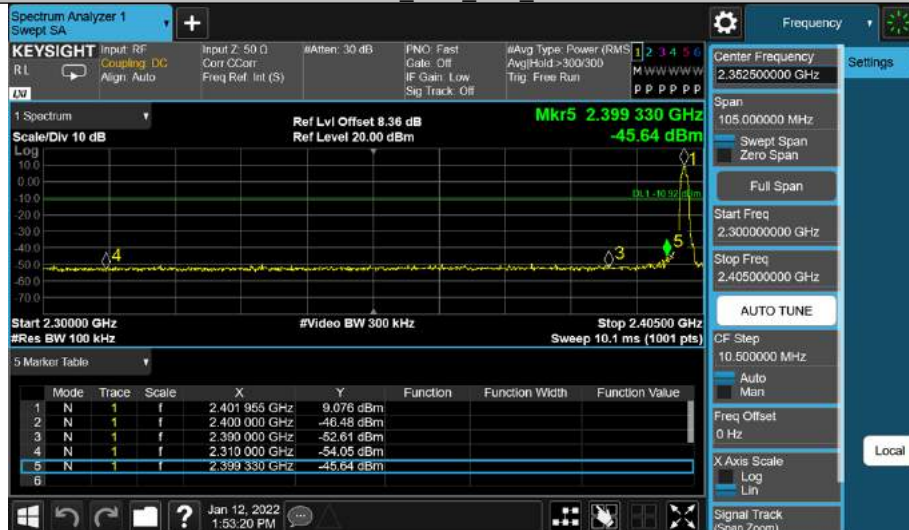 Spectrum Analyzer 1
Swept SA
Frequency
KEYSIGHT
R L
LXI
Input: RF
Coupling: DC
Align: Auto
Input Z: 50 Ω
Corr CCorr
Freq Ref: Int (S)
#Atten: 30 dB
PNO: Fast
Gate: Off
IF Gain: Low
Sig Track: Off
#Avg Type: Power (RMS
Avg|Hold:>300/300
Trig: Free Run
1 2 3 4 5 6
M W W W W W
P P P P P P
Center Frequency
2.352500000 GHz
Settings
1 Spectrum
Scale/Div 10 dB
Ref Lvl Offset 8.36 dB
Ref Level 20.00 dBm
Mkr5 2.399 330 GHz
-45.64 dBm
Log
10.0
0.00
-10.0
-20.0
-30.0
-40.0
-50.0
-60.0
-70.0
1
DL1 -10.92 dBm
4
3
5
Start 2.30000 GHz
#Video BW 300 kHz
Stop 2.40500 GHz
#Res BW 100 kHz
Sweep 10.1 ms (1001 pts)
Span
105.000000 MHz
Swept Span
Zero Span
Full Span
Start Freq
2.300000000 GHz
Stop Freq
2.405000000 GHz
AUTO TUNE
CF Step
10.500000 MHz
Auto
Man
Freq Offset
0 Hz
X Axis Scale
Log
Lin
Signal Track
(Span Zoom)
Local
5 Marker Table
Mode Trace Scale X Y Function Function Width Function Value
1 N 1 f 2.401 955 GHz 9.076 dBm
2 N 1 f 2.400 000 GHz -46.48 dBm
3 N 1 f 2.390 000 GHz -52.61 dBm
4 N 1 f 2.310 000 GHz -54.05 dBm
5 N 1 f 2.399 330 GHz -45.64 dBm
6
?
Jan 12, 2022
1:53:20 PM